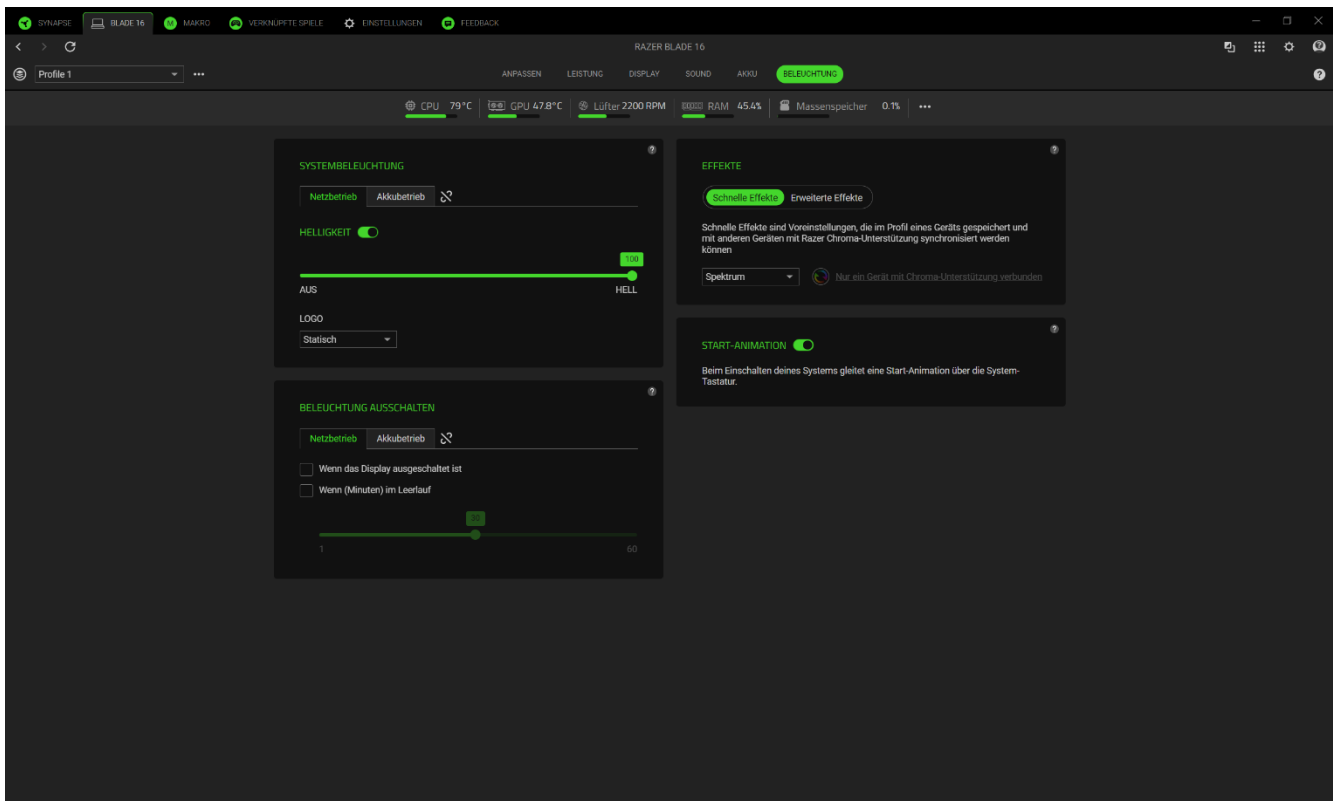 SYNAPSE BLADE 16 M MAKRO VERKNÜPFTE SPIELE EINSTELLUNGEN FEEDBACK
RAZER BLADE 16
Profile 1 ANPASSEN LEISTUNG DISPLAY SOUND AKKU BELEUCHTUNG
CPU 79°C GPU 47.8°C Lüfter 2200 RPM RAM 45.4% Massenspeicher 0.1%
SYSTEMBELEUCHTUNG
Netzbetrieb Akkubetrieb
HELLIGKEIT
100
AUS HELL
LOGO
Statisch
BELEUCHTUNG AUSSCHALTEN
Netzbetrieb Akkubetrieb
Wenn das Display ausgeschaltet ist
Wenn (Minuten) im Leerlauf
30
1 60
EFFEKTE
Schnelle Effekte Erweiterte Effekte
Schnelle Effekte sind Voreinstellungen, die im Profil eines Geräts gespeichert und
mit anderen Geräten mit Razer Chroma-Unterstützung synchronisiert werden
können
Spektrum Nur ein Gerät mit Chroma-Unterstützung verbunden
START-ANIMATION
Beim Einschalten deines Systems gleitet eine Start-Animation über die System-
Tastatur.